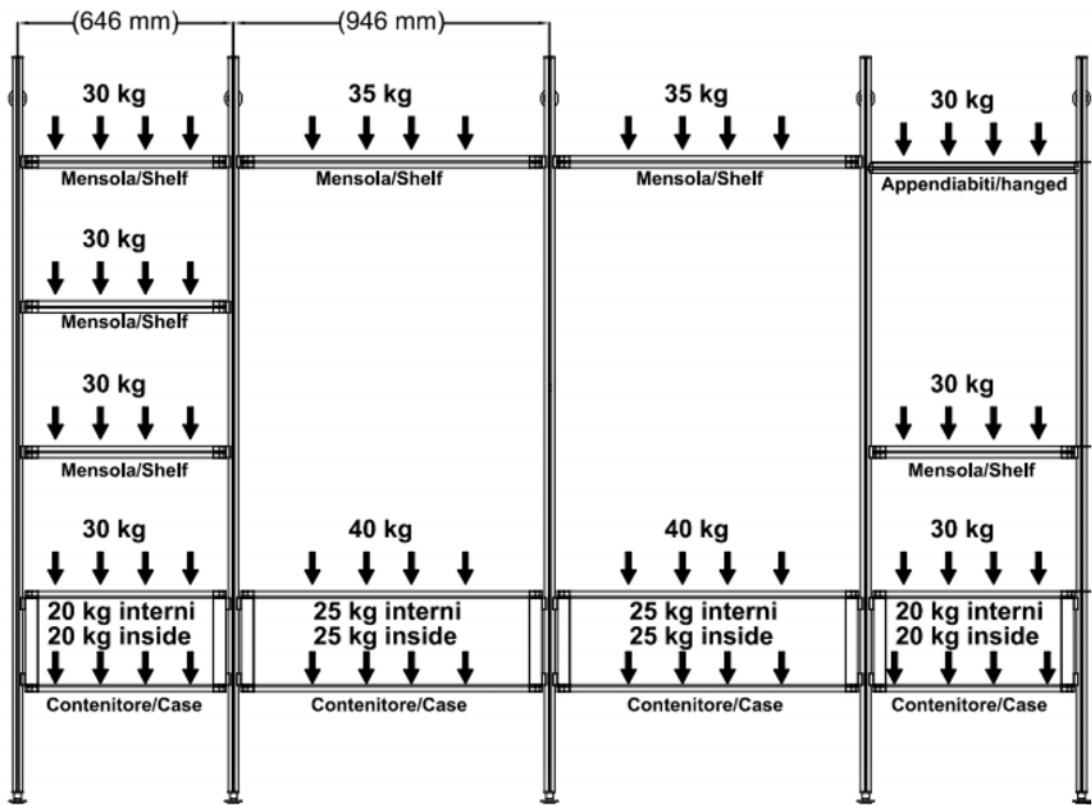 (646 mm) (946 mm)
30 kg 35 kg 35 kg 30 kg
Mensola/Shelf Mensola/Shelf Mensola/Shelf Appendiabiti/hanged
30 kg
Mensola/Shelf
30 kg 30 kg
Mensola/Shelf Mensola/Shelf
30 kg 40 kg 40 kg 30 kg
20 kg interni 25 kg interni 25 kg interni 20 kg interni
20 kg inside 25 kg inside 25 kg inside 20 kg inside
Contenitore/Case Contenitore/Case Contenitore/Case Contenitore/Case